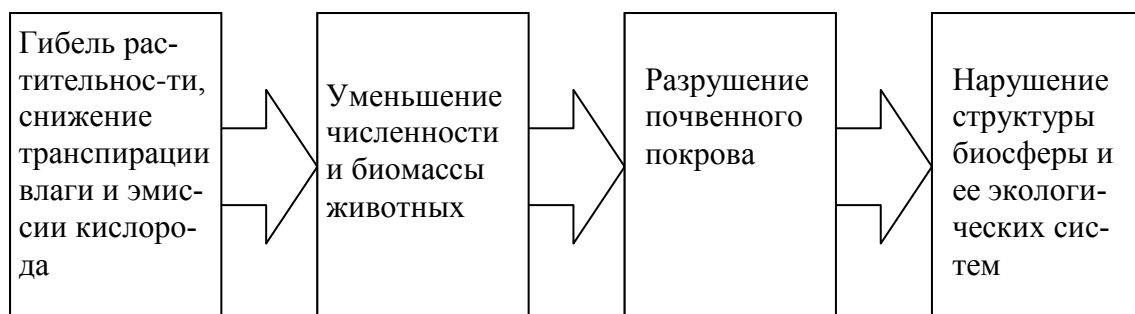 Гибель рас-
тительнос-ти,
снижение
транспирации
влаги и эмис-
сии кислоро-
да
Уменьшение
численности
и биомассы
животных
Разрушение
почвенного
покрова
Нарушение
структуры
биосферы и
ее экологи-
ческих сис-
тем